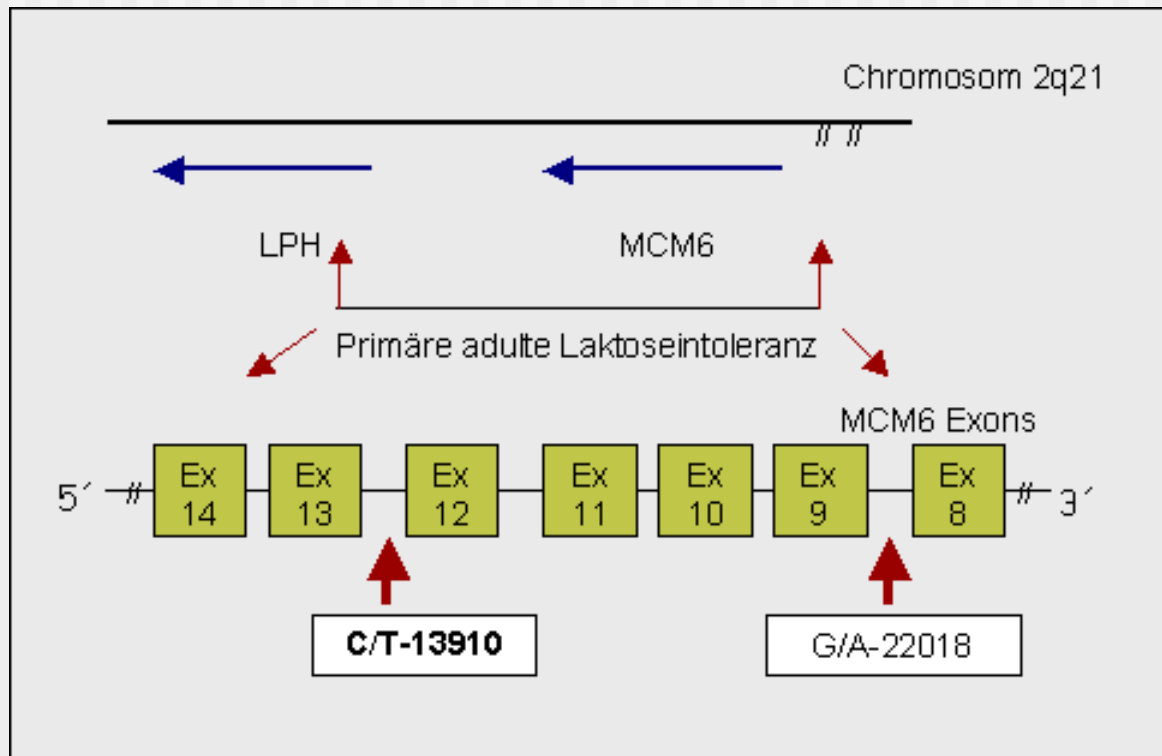 Chromosom 2q21
// //
LPH MCM6
Primäre adulte Laktoseintoleranz
MCM6 Exons
5´ // Ex 14 Ex 13 Ex 12 Ex 11 Ex 10 Ex 9 Ex 8 // 3´
C/T-13910 G/A-22018